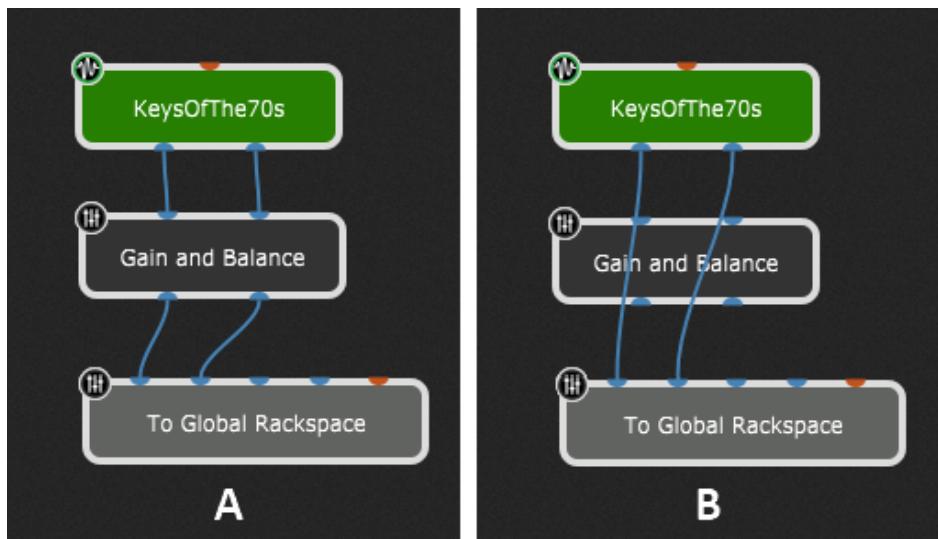 KeysOfThe70s
Gain and Balance
To Global Rackspace
A
KeysOfThe70s
Gain and Balance
To Global Rackspace
B